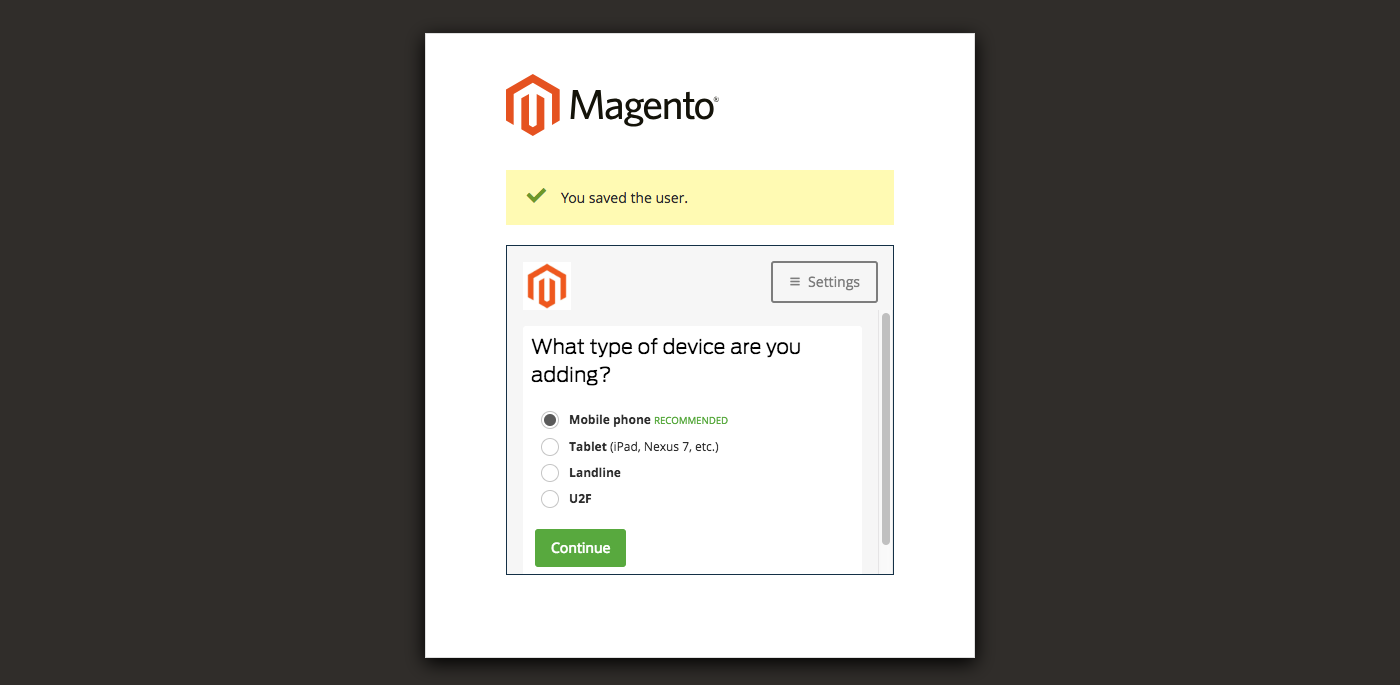 Magento®
You saved the user.
Settings
What type of device are you
adding?
Mobile phone RECOMMENDED
Tablet (iPad, Nexus 7, etc.)
Landline
U2F
Continue